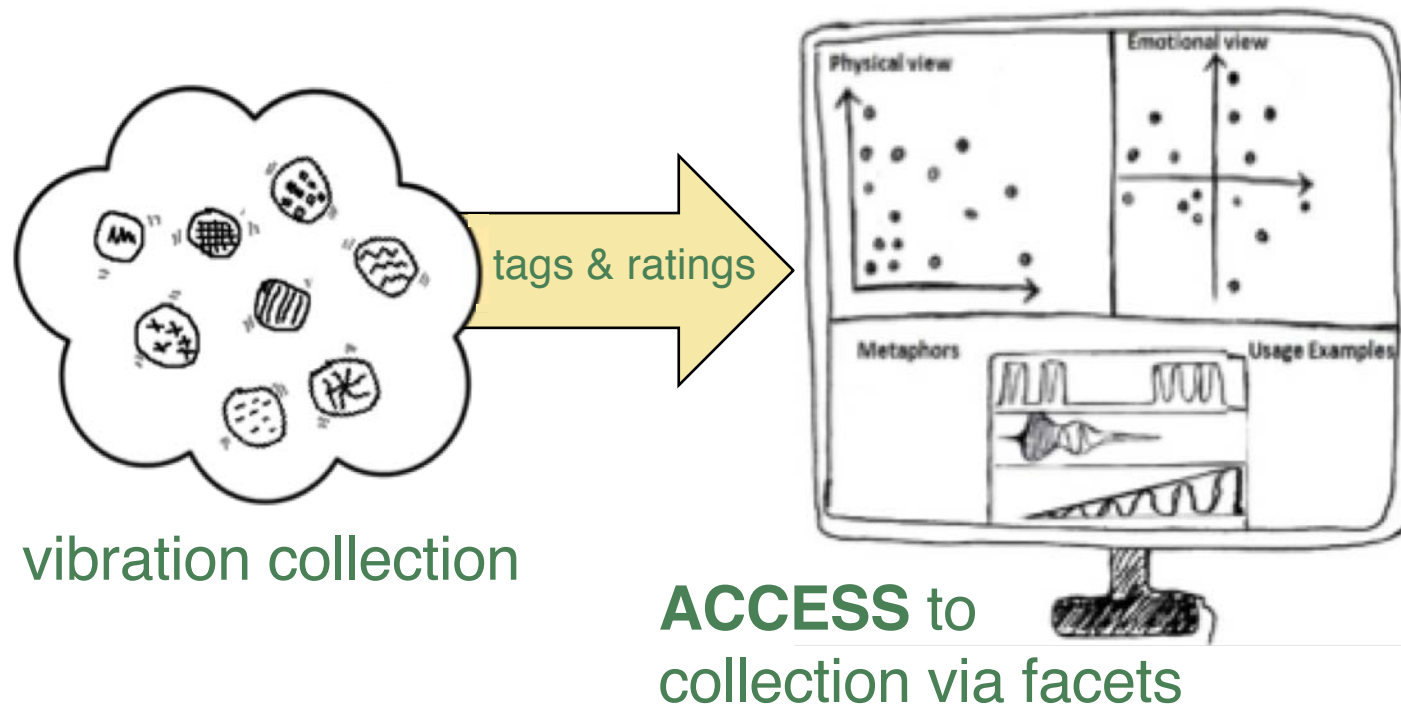 Physical view
Emotional view
tags & ratings
Metaphors
Usage Examples
vibration collection
ACCESS to
collection via facets